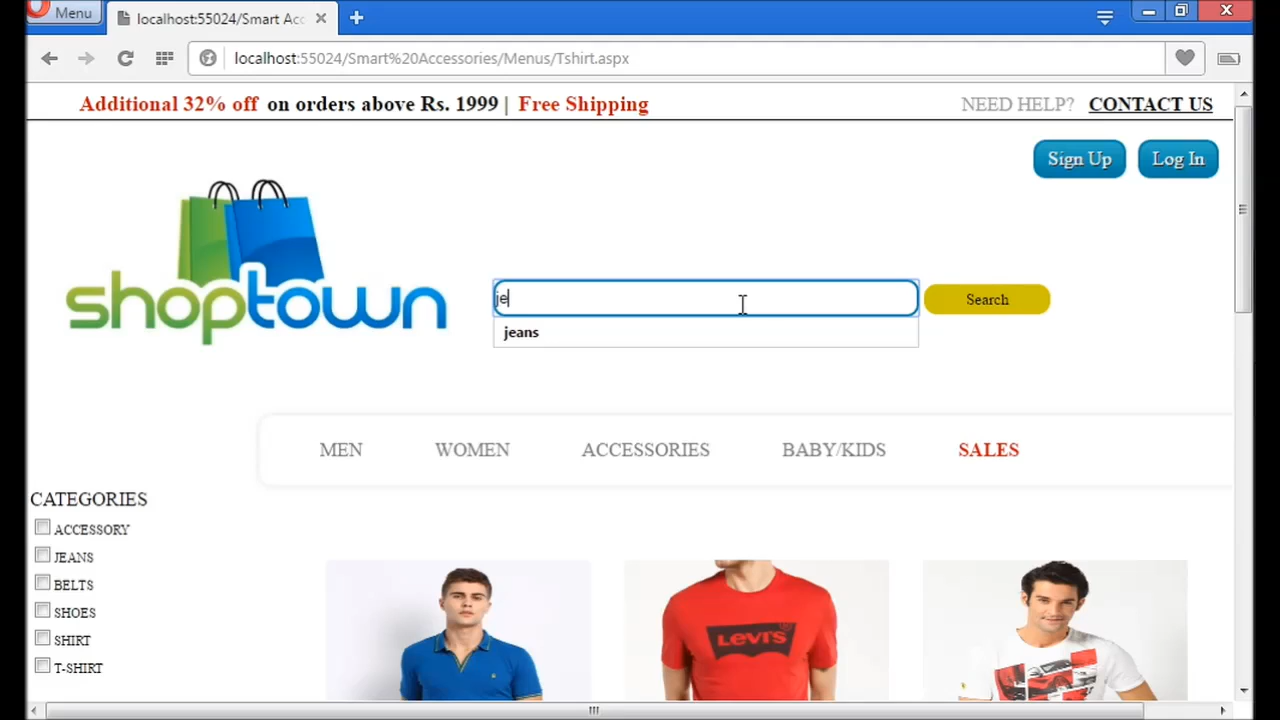 Menu
localhost:55024/Smart Acc
localhost:55024/Smart%20Accessories/Menus/Tshirt.aspx
Additional 32% off on orders above Rs. 1999 | Free Shipping
NEED HELP? CONTACT US
Sign Up Log In
shoptown
je
Search
jeans
MEN WOMEN ACCESSORIES BABY/KIDS SALES
CATEGORIES
ACCESSORY
JEANS
BELTS
SHOES
SHIRT
T-SHIRT
LEVI'S